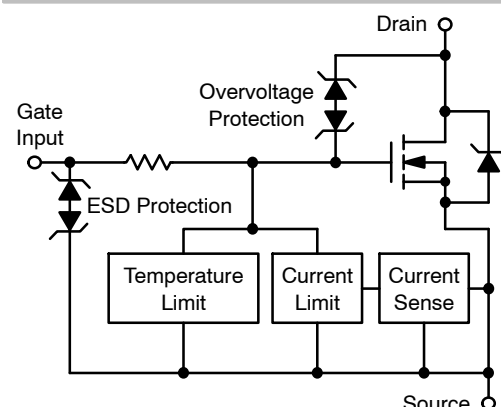 Drain
Overvoltage
Protection
Gate
Input
ESD Protection
Temperature
Limit
Current
Limit
Current
Sense
Source